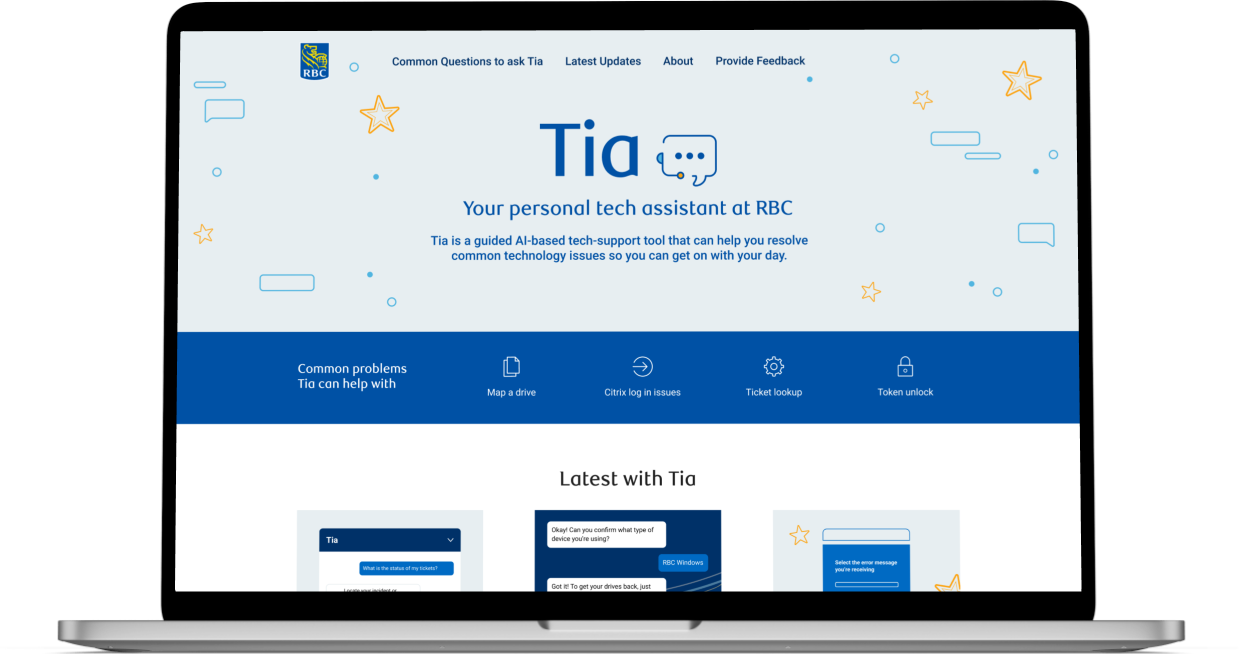 RBC
Common Questions to ask Tia
Latest Updates
About
Provide Feedback
Tia
Your personal tech assistant at RBC
Tia is a guided AI-based tech-support tool that can help you resolve
common technology issues so you can get on with your day.
Common problems
Tia can help with
Map a drive
Citrix log in issues
Ticket lookup
Token unlock
Latest with Tia
Tia
What is the status of my tickets?
Locate your incident or
Okay! Can you confirm what type of
device you're using?
RBC Windows
Got it! To get your drives back, just
Select the error message
you're receiving